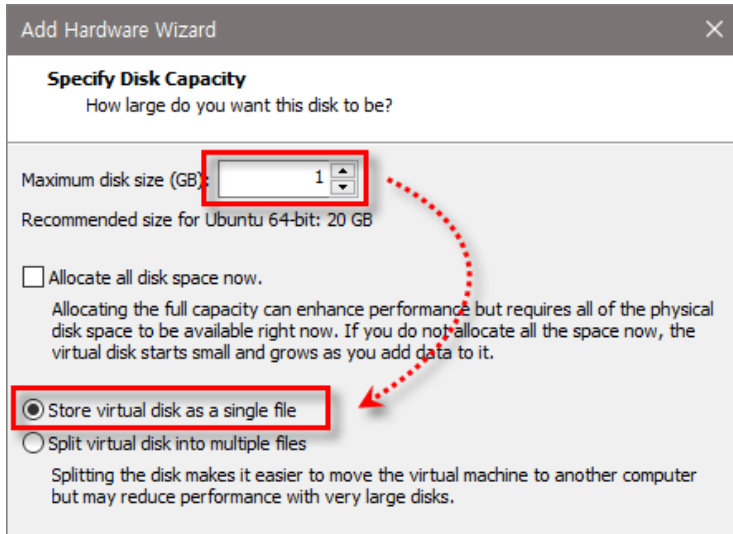 Add Hardware Wizard
Specify Disk Capacity
How large do you want this disk to be?
Maximum disk size (GB): 1
Recommended size for Ubuntu 64-bit: 20 GB
Allocate all disk space now.
Allocating the full capacity can enhance performance but requires all of the physical
disk space to be available right now. If you do not allocate all the space now, the
virtual disk starts small and grows as you add data to it.
Store virtual disk as a single file
Split virtual disk into multiple files
Splitting the disk makes it easier to move the virtual machine to another computer
but may reduce performance with very large disks.